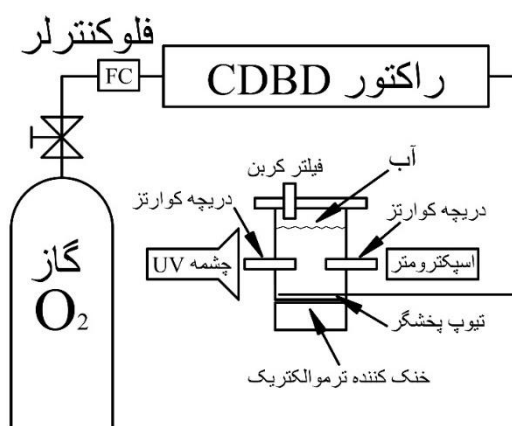 فلوکنترلر
FC
راکتور CDBD
آب
فیلتر کربن
دریچه کوارتز
دریچه کوارتز
چشمه UV
اسپکترومتر
گاز
O₂
تیوپ پخشگر
خنک کننده ترموالکتریک